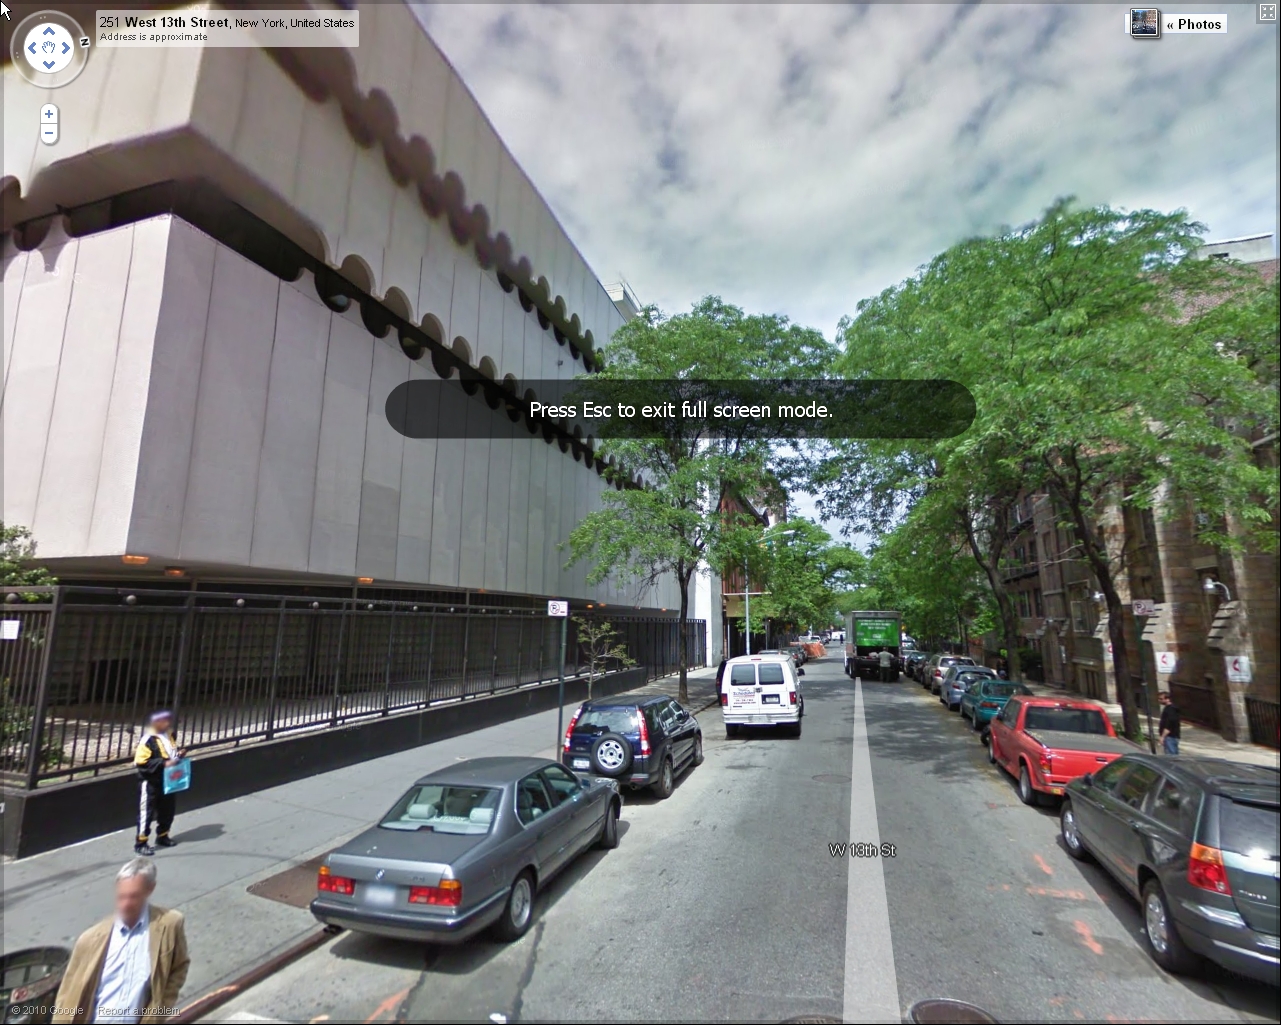 251 West 13th Street, New York, United States
Address is approximate
« Photos
Press Esc to exit full screen mode.
W 13th St
© 2010 Google Report a problem